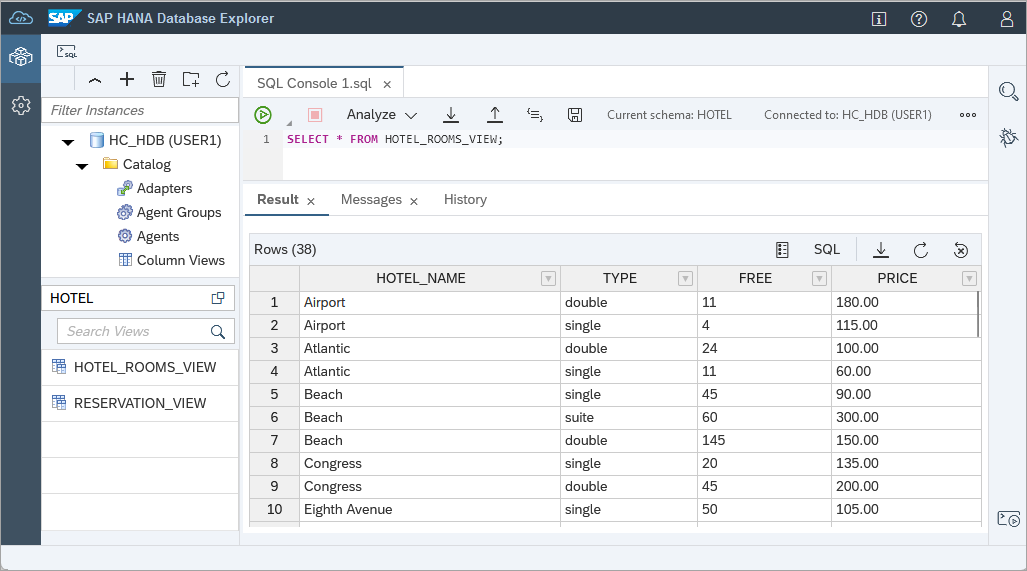 SAP SAP HANA Database Explorer
SQL
Filter Instances
HC_HDB (USER1)
Catalog
Adapters
Agent Groups
Agents
Column Views
HOTEL
Search Views
HOTEL_ROOMS_VIEW
RESERVATION_VIEW
SQL Console 1.sql
Analyze Current schema: HOTEL Connected to: HC_HDB (USER1)
1 SELECT * FROM HOTEL_ROOMS_VIEW;
Result Messages History
Rows (38) SQL
HOTEL_NAME TYPE FREE PRICE
1 Airport double 11 180.00
2 Airport single 4 115.00
3 Atlantic double 24 100.00
4 Atlantic single 11 60.00
5 Beach single 45 90.00
6 Beach suite 60 300.00
7 Beach double 145 150.00
8 Congress single 20 135.00
9 Congress double 45 200.00
10 Eighth Avenue single 50 105.00